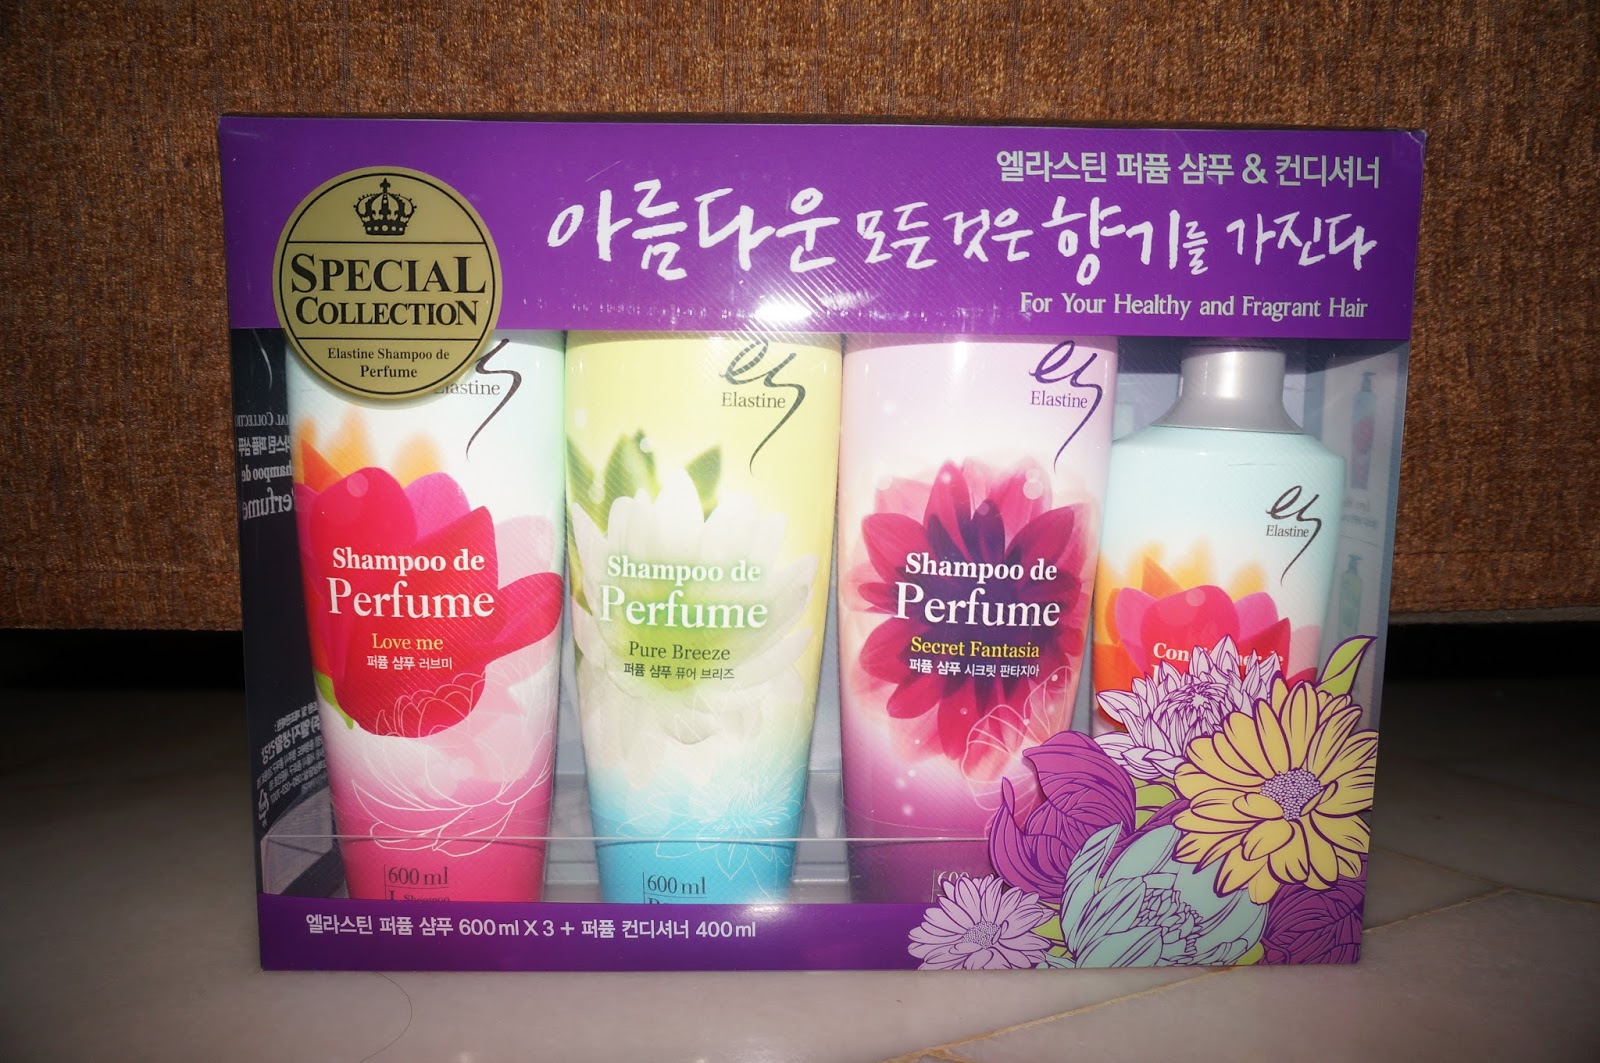 엘라스틴 퍼퓸 샴푸 & 컨디셔너
아름다운 모든 것은 향기를 가진다
For Your Healthy and Fragrant Hair
SPECIAL
COLLECTION
Elastine Shampoo de
Perfume
Elastine
Shampoo de
Perfume
Love me
퍼퓸 샴푸 러브미
600 ml
es
Elastine
Shampoo de
Perfume
Pure Breeze
퍼퓸 샴푸 퓨어 브리즈
600 ml
es
Elastine
Shampoo de
Perfume
Secret Fantasia
퍼퓸 샴푸 시크릿 판타지아
es
Elastine
엘라스틴 퍼퓸 샴푸 600ml X 3 + 퍼퓸 컨디셔너 400ml